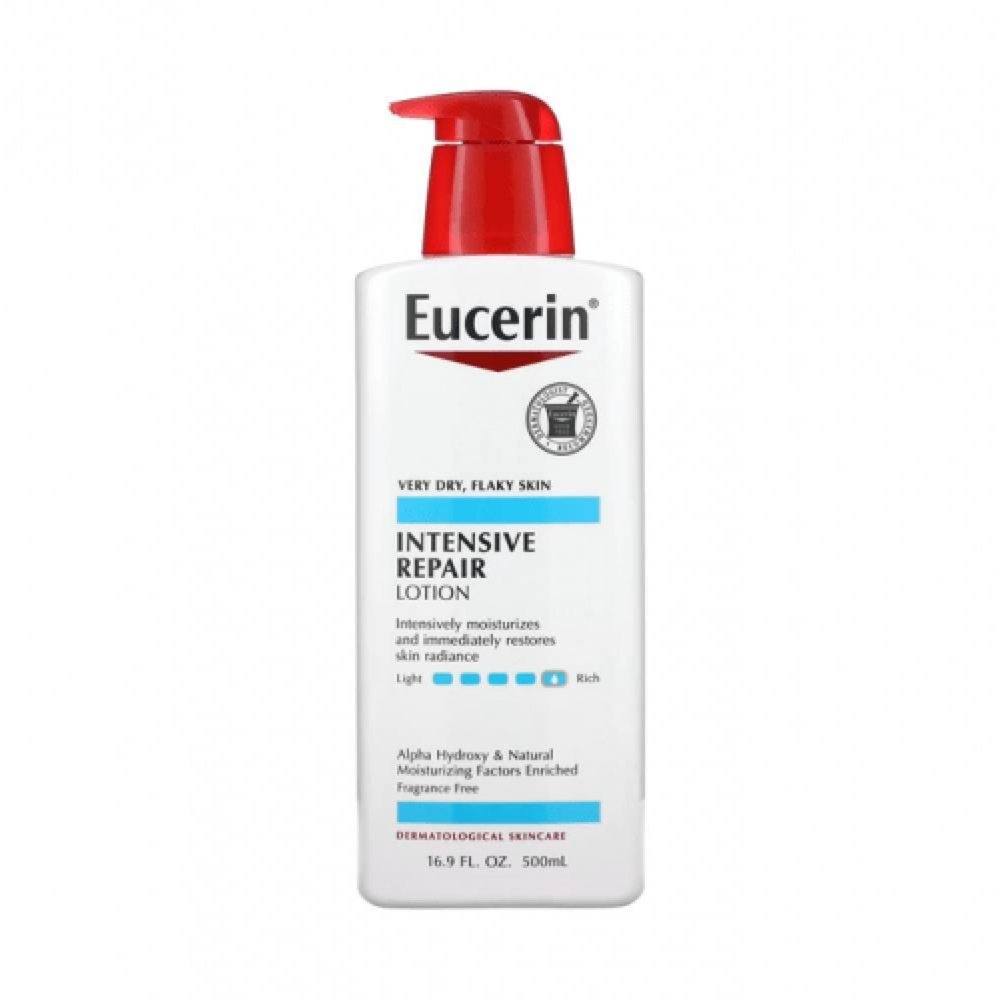 Eucerin®
VERY DRY, FLAKY SKIN
INTENSIVE
REPAIR
LOTION
Intensively moisturizes
and immediately restores
skin radiance
Light Rich
Alpha Hydroxy & Natural
Moisturizing Factors Enriched
Fragrance Free
DERMATOLOGICAL SKINCARE
16.9 FL. OZ. 500mL